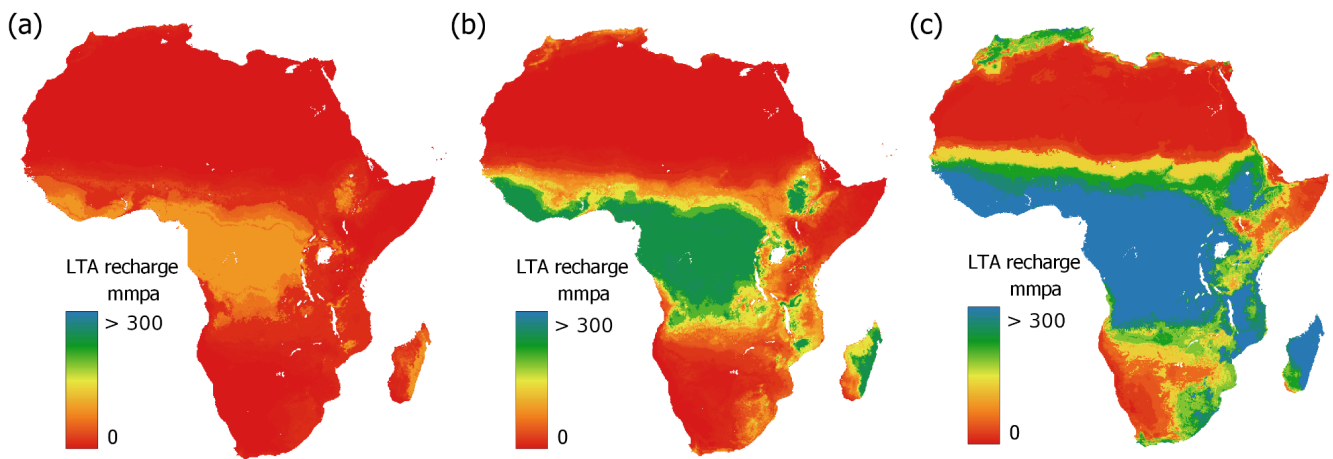 (a)
(b)
(c)
LTA recharge
mmpa
> 300
0
LTA recharge
mmpa
> 300
0
LTA recharge
mmpa
> 300
0